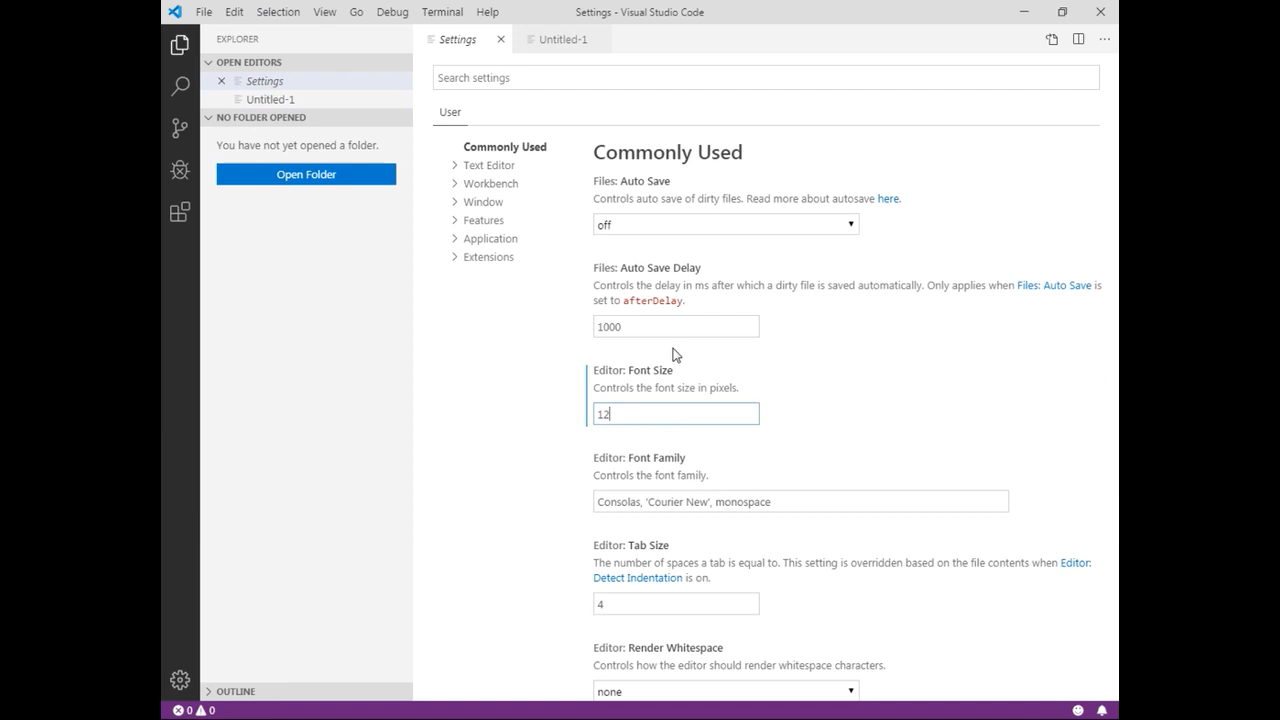 File Edit Selection View Go Debug Terminal Help Settings - Visual Studio Code
EXPLORER
OPEN EDITORS
Settings
Untitled-1
NO FOLDER OPENED
You have not yet opened a folder.
Open Folder
OUTLINE
Settings Untitled-1
Search settings
User
Commonly Used
Text Editor
Workbench
Window
Features
Application
Extensions
Commonly Used
Files: Auto Save
Controls auto save of dirty files. Read more about autosave here.
off
Files: Auto Save Delay
Controls the delay in ms after which a dirty file is saved automatically. Only applies when Files: Auto Save is
set to afterDelay.
1000
Editor: Font Size
Controls the font size in pixels.
12
Editor: Font Family
Controls the font family.
Consolas, 'Courier New', monospace
Editor: Tab Size
The number of spaces a tab is equal to. This setting is overridden based on the file contents when Editor:
Detect Indentation is on.
4
Editor: Render Whitespace
Controls how the editor should render whitespace characters.
none
0 0